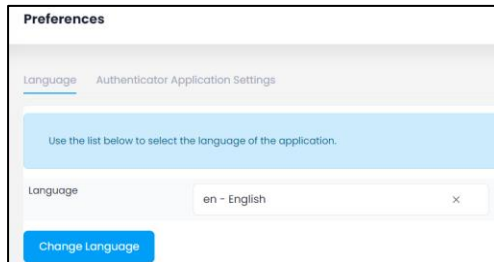 Preferences
Language Authenticator Application Settings
Use the list below to select the language of the application.
Language en - English ×
Change Language